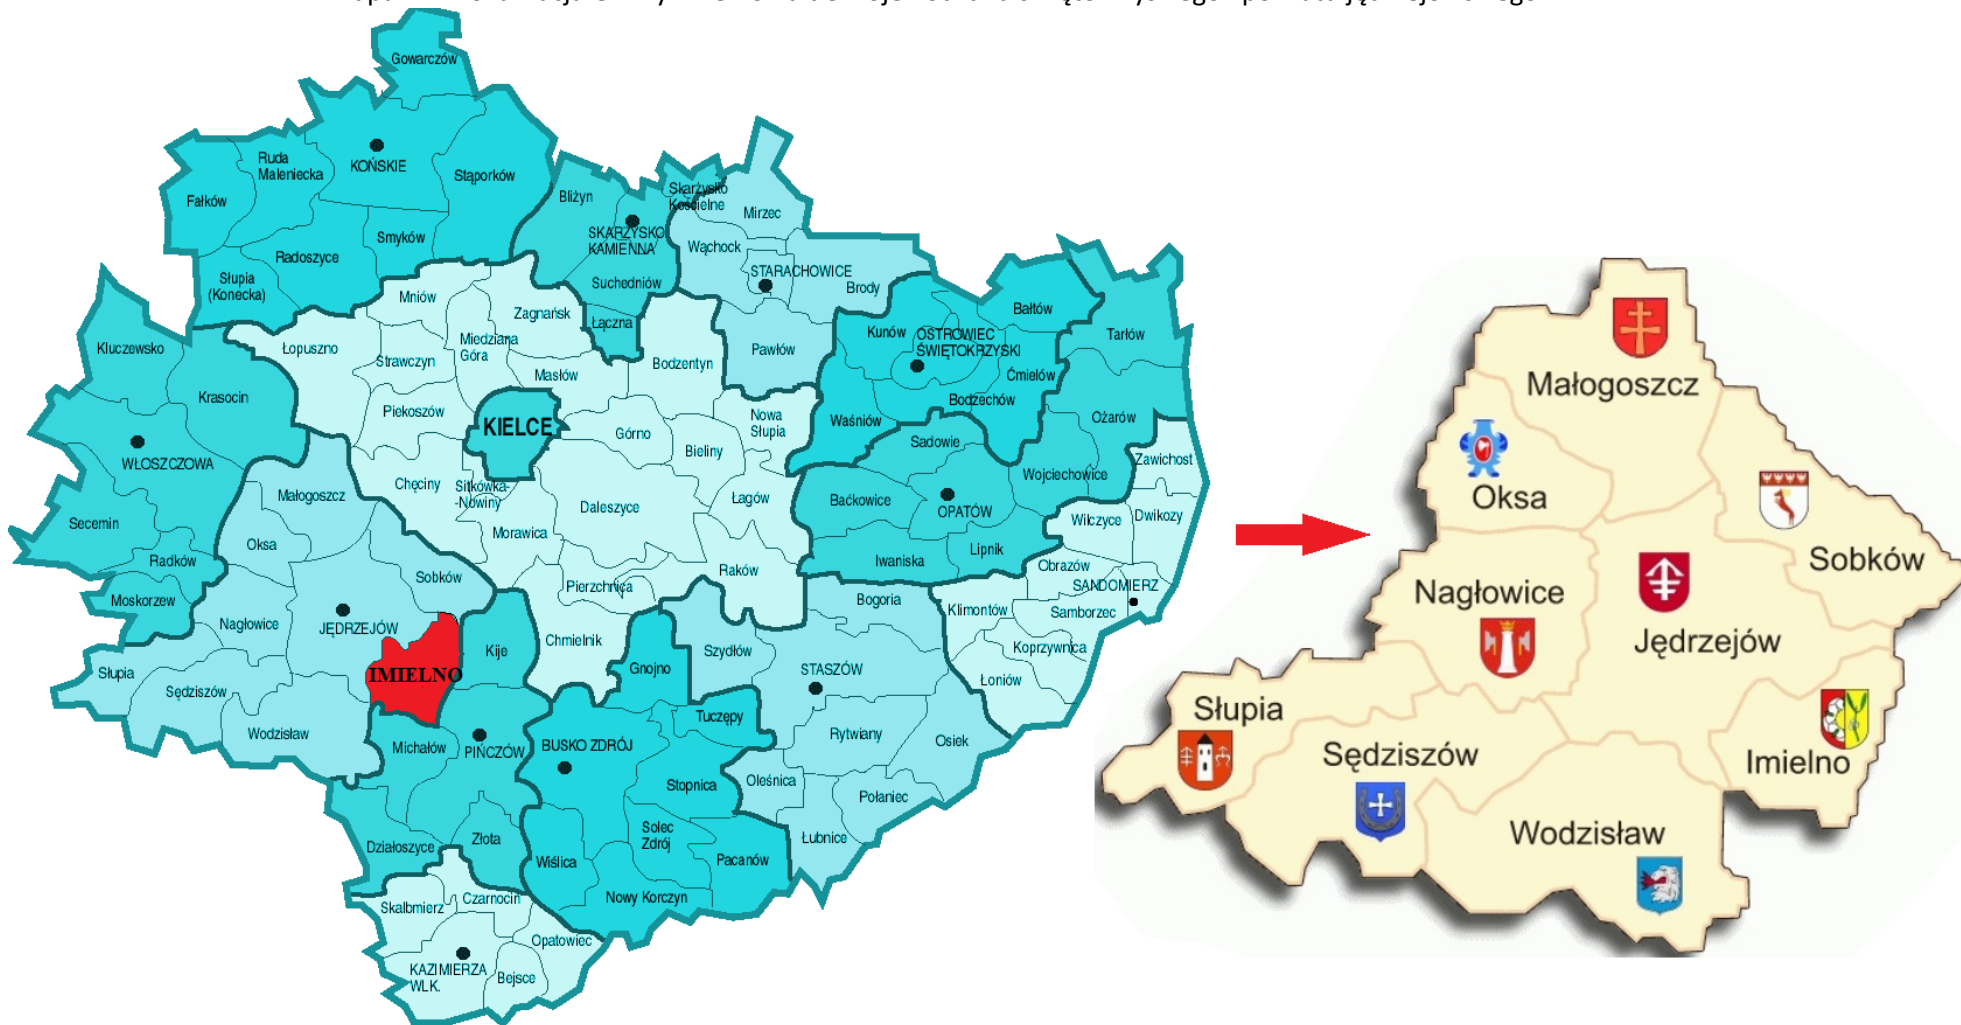 Gowarczów
Ruda
Maleniecka
KOŃSKIE
Stąporków
Fałków
Smyków
Radoszyce
Słupia
(Konecka)
Bliżyn
Skarżysko
Kościelne
SKARŻYSKO
KAMIENNA
Suchedniów
Łączna
Mirzec
Wąchock
STARACHOWICE
Brody
Pawłów
Mniów
Zagnańsk
Miedziana
Góra
Łopuszno
Strawczyn
Masłów
Bodzentyn
Piekoszów
KIELCE
Górno
Nowa
Słupia
Bieliny
Chęciny
Sitkówka-
-Nowiny
Daleszyce
Łagów
Morawica
Pierzchnica
Raków
Chmielnik
Kluczewsko
Krasocin
WŁOSZCZOWA
Secemin
Radków
Moskorzew
Małogoszcz
Oksa
Sobków
Nagłowice
JĘDRZEJÓW
IMIELNO
Słupia
Sędziszów
Wodzisław
Kunów
OSTROWIEC
ŚWIĘTOKRZYSKI
Bałtów
Ćmielów
Bodzechów
Waśniów
Tarłów
Ożarów
Sadowie
Wojciechowice
Baćkowice
OPATÓW
Iwaniska
Lipnik
Zawichost
Wilczyce
Dwikozy
Obrazów
SANDOMIERZ
Klimontów
Samborzec
Koprzywnica
Łoniów
Bogoria
Szydłów
STASZÓW
Rytwiany
Osiek
Oleśnica
Połaniec
Łubnice
Kije
Michałów
PIŃCZÓW
Działoszyce
Złota
Gnojno
Tuczępy
BUSKO ZDRÓJ
Stopnica
Solec
Zdrój
Pacanów
Wiślica
Nowy Korczyn
Skalbmierz
Czarnocin
Opatowiec
KAZIMIERZA
WLK.
Bejsce
Małogoszcz
Oksa
Sobków
Nagłowice
Jędrzejów
Słupia
Sędziszów
Imielno
Wodzisław